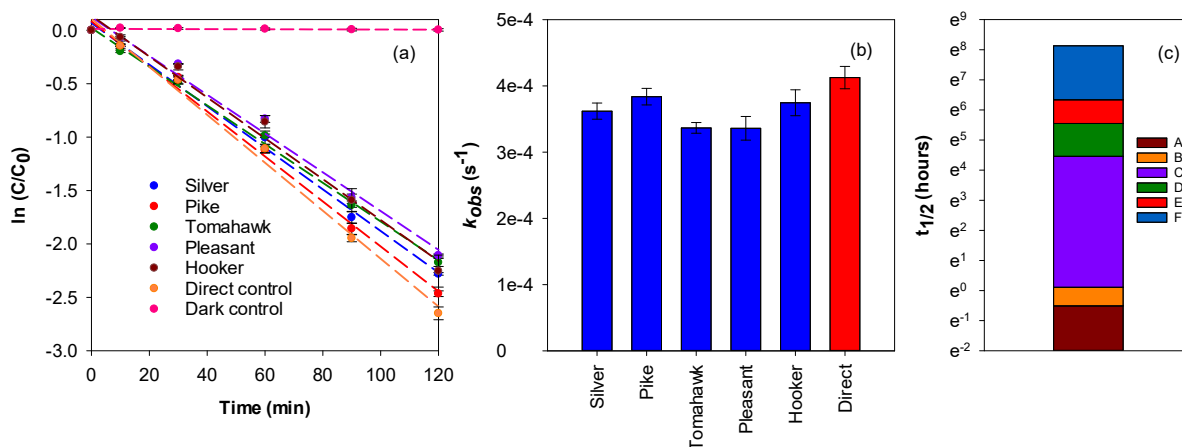 (a)
ln (C/C₀)
0.0
-0.5
-1.0
-1.5
-2.0
-2.5
-3.0
Silver
Pike
Tomahawk
Pleasant
Hooker
Direct control
Dark control
0 20 40 60 80 100 120
Time (min)
(b)
k_obs (s⁻¹)
5e-4
4e-4
3e-4
2e-4
1e-4
0
Silver
Pike
Tomahawk
Pleasant
Hooker
Direct
(c)
t₁/₂ (hours)
e⁹
e⁸
e⁷
e⁶
e⁵
e⁴
e³
e²
e¹
e⁰
e⁻¹
e⁻²
A
B
C
D
E
F